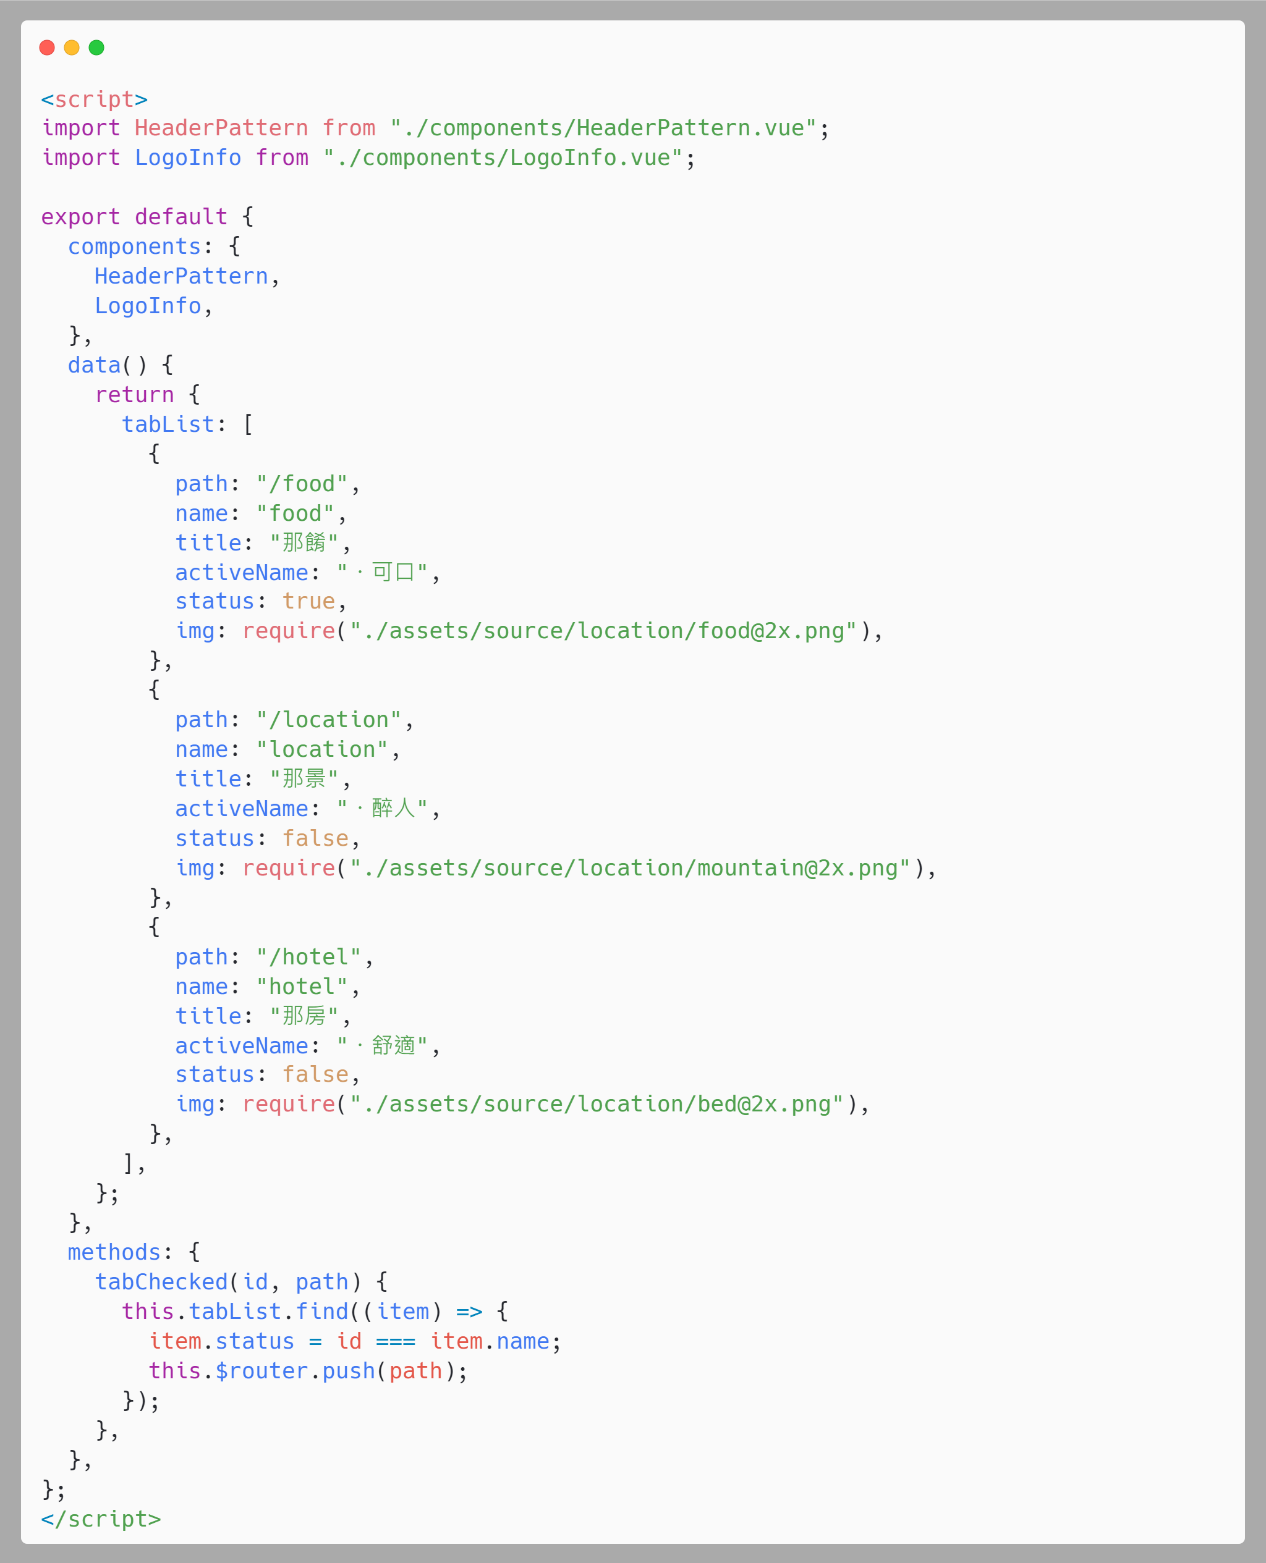 <script>
import HeaderPattern from "./components/HeaderPattern.vue";
import LogoInfo from "./components/LogoInfo.vue";

export default {
  components: {
    HeaderPattern,
    LogoInfo,
  },
  data() {
    return {
      tabList: [
        {
          path: "/food",
          name: "food",
          title: "那餚",
          activeName: "‧可口",
          status: true,
          img: require("./assets/source/location/food@2x.png"),
        },
        {
          path: "/location",
          name: "location",
          title: "那景",
          activeName: "‧醉人",
          status: false,
          img: require("./assets/source/location/mountain@2x.png"),
        },
        {
          path: "/hotel",
          name: "hotel",
          title: "那房",
          activeName: "‧舒適",
          status: false,
          img: require("./assets/source/location/bed@2x.png"),
        },
      ],
    };
  },
  methods: {
    tabChecked(id, path) {
      this.tabList.find((item) => {
        item.status = id === item.name;
        this.$router.push(path);
      });
    },
  },
};
</script>